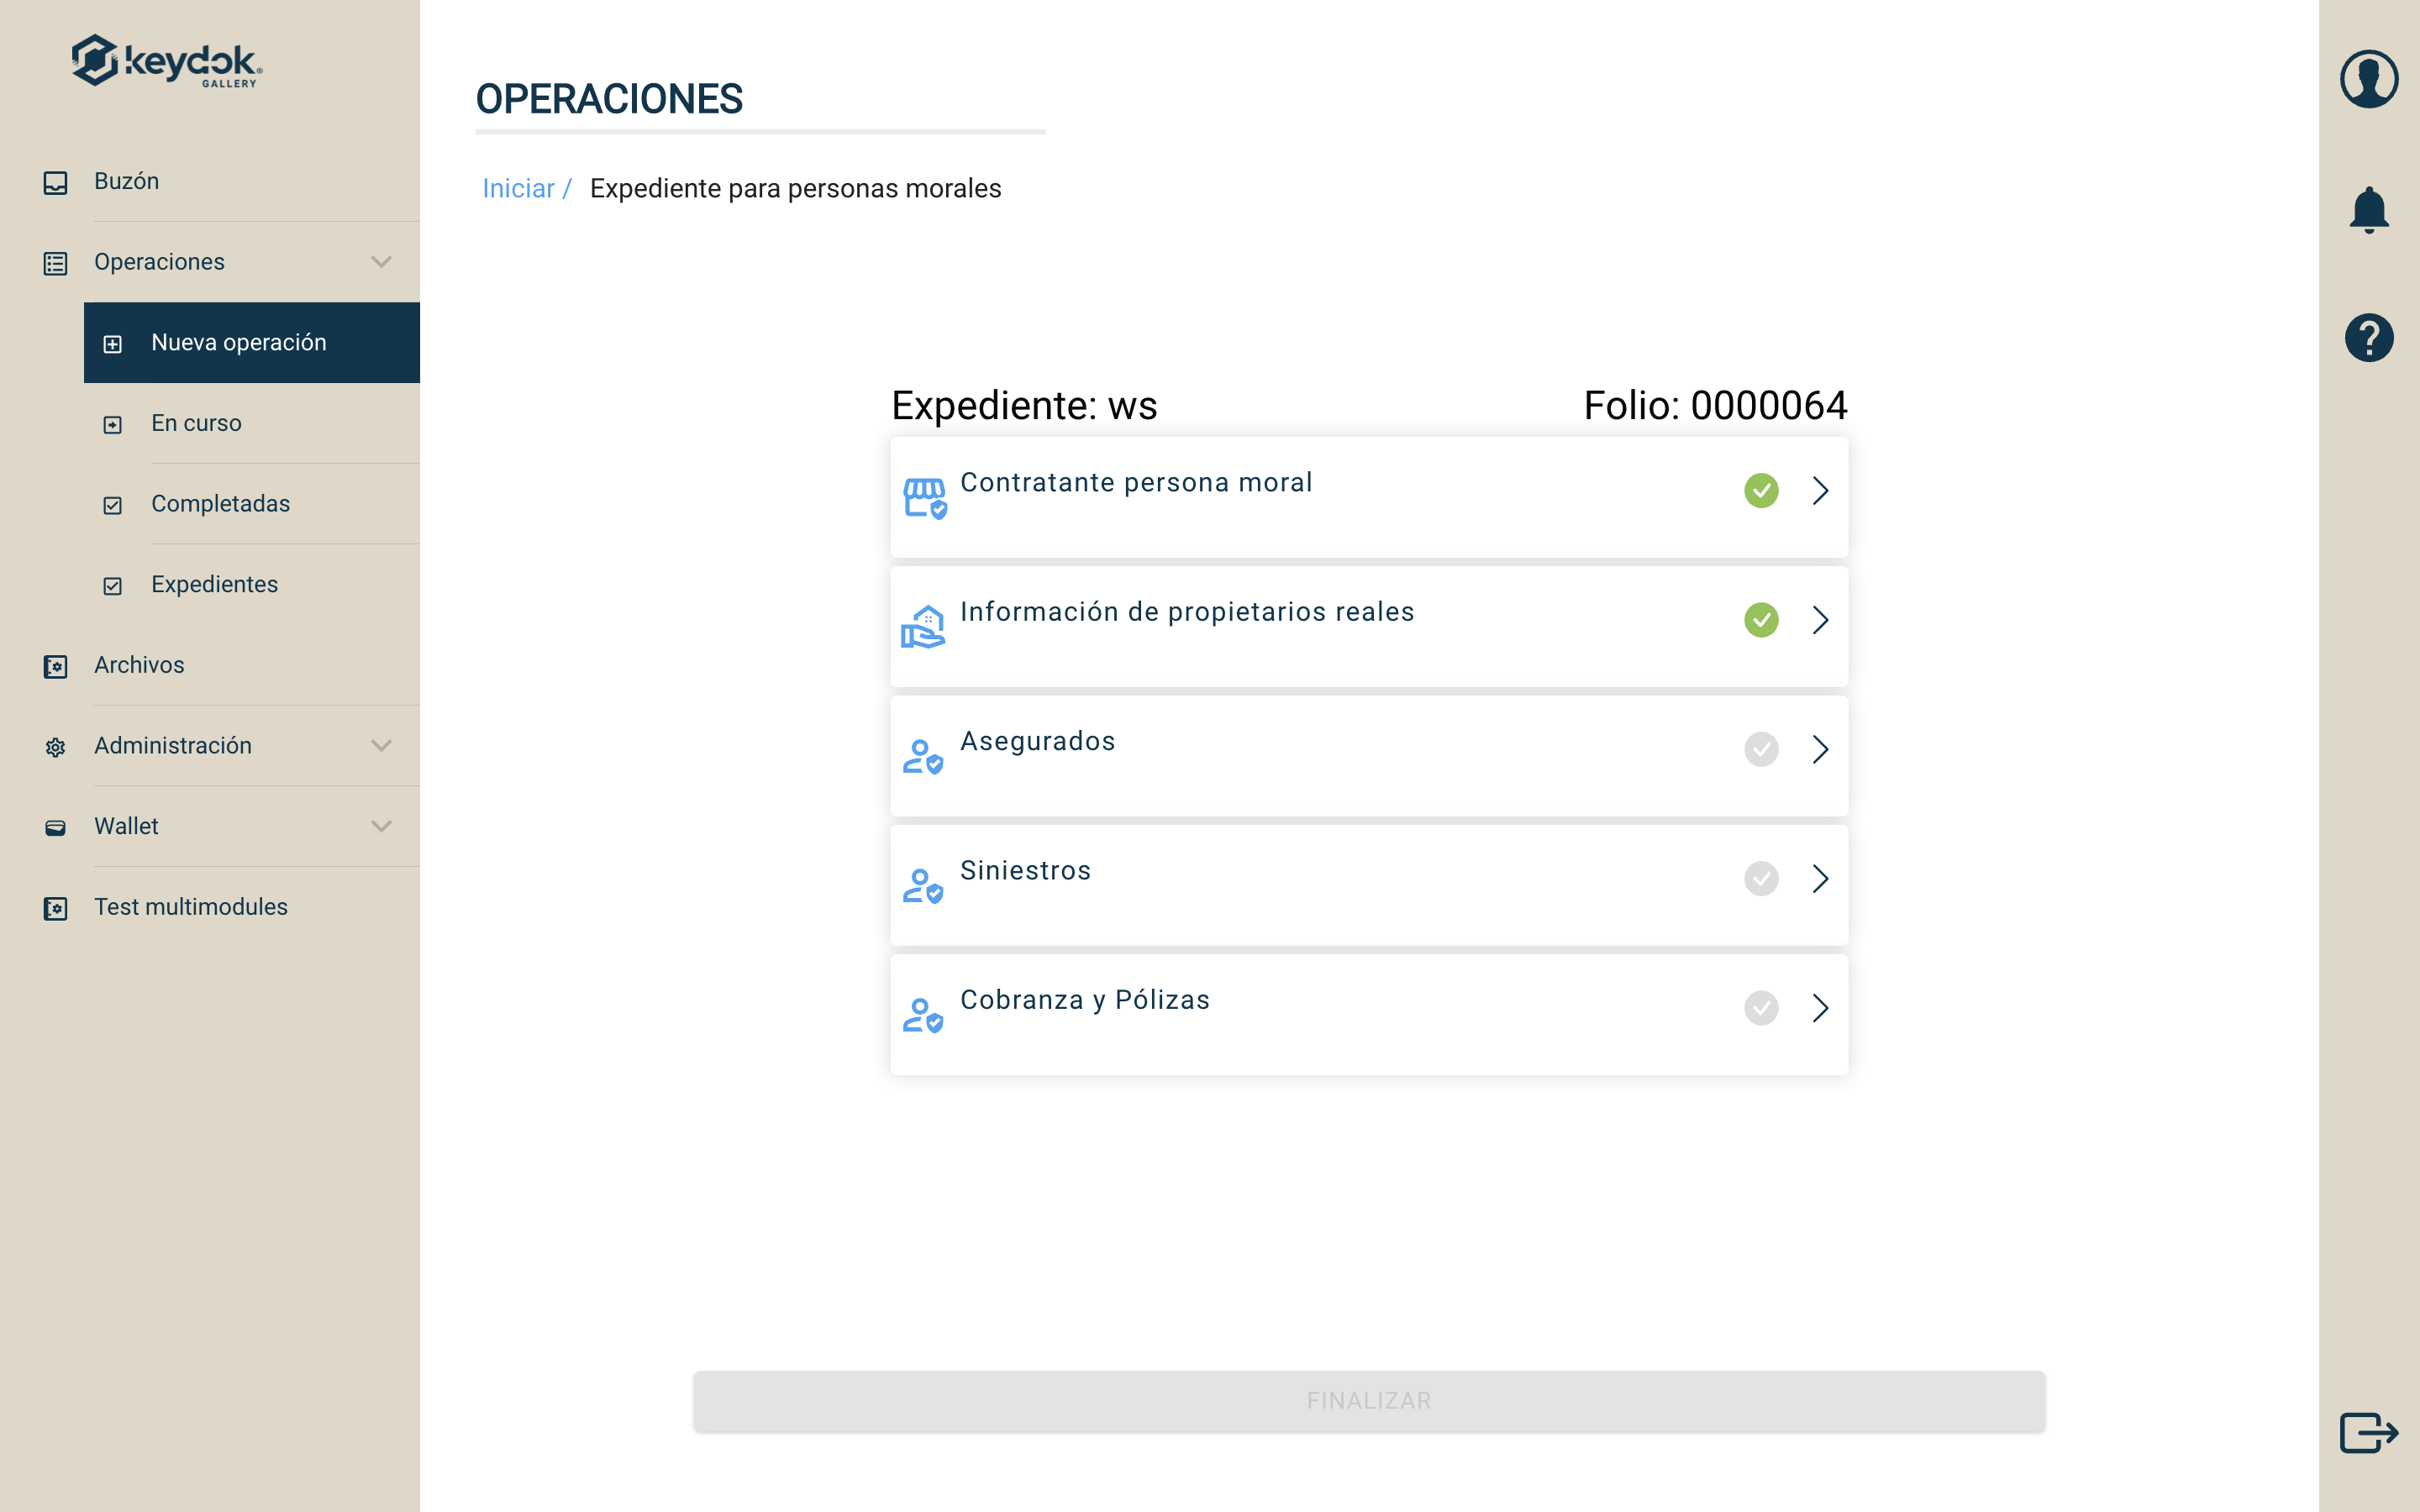 keydok®
GALLERY
Buzón
Operaciones
Nueva operación
En curso
Completadas
Expedientes
Archivos
Administración
Wallet
Test multimodules
OPERACIONES
Iniciar / Expediente para personas morales
Expediente: ws Folio: 0000064
Contratante persona moral
Información de propietarios reales
Asegurados
Siniestros
Cobranza y Pólizas
FINALIZAR